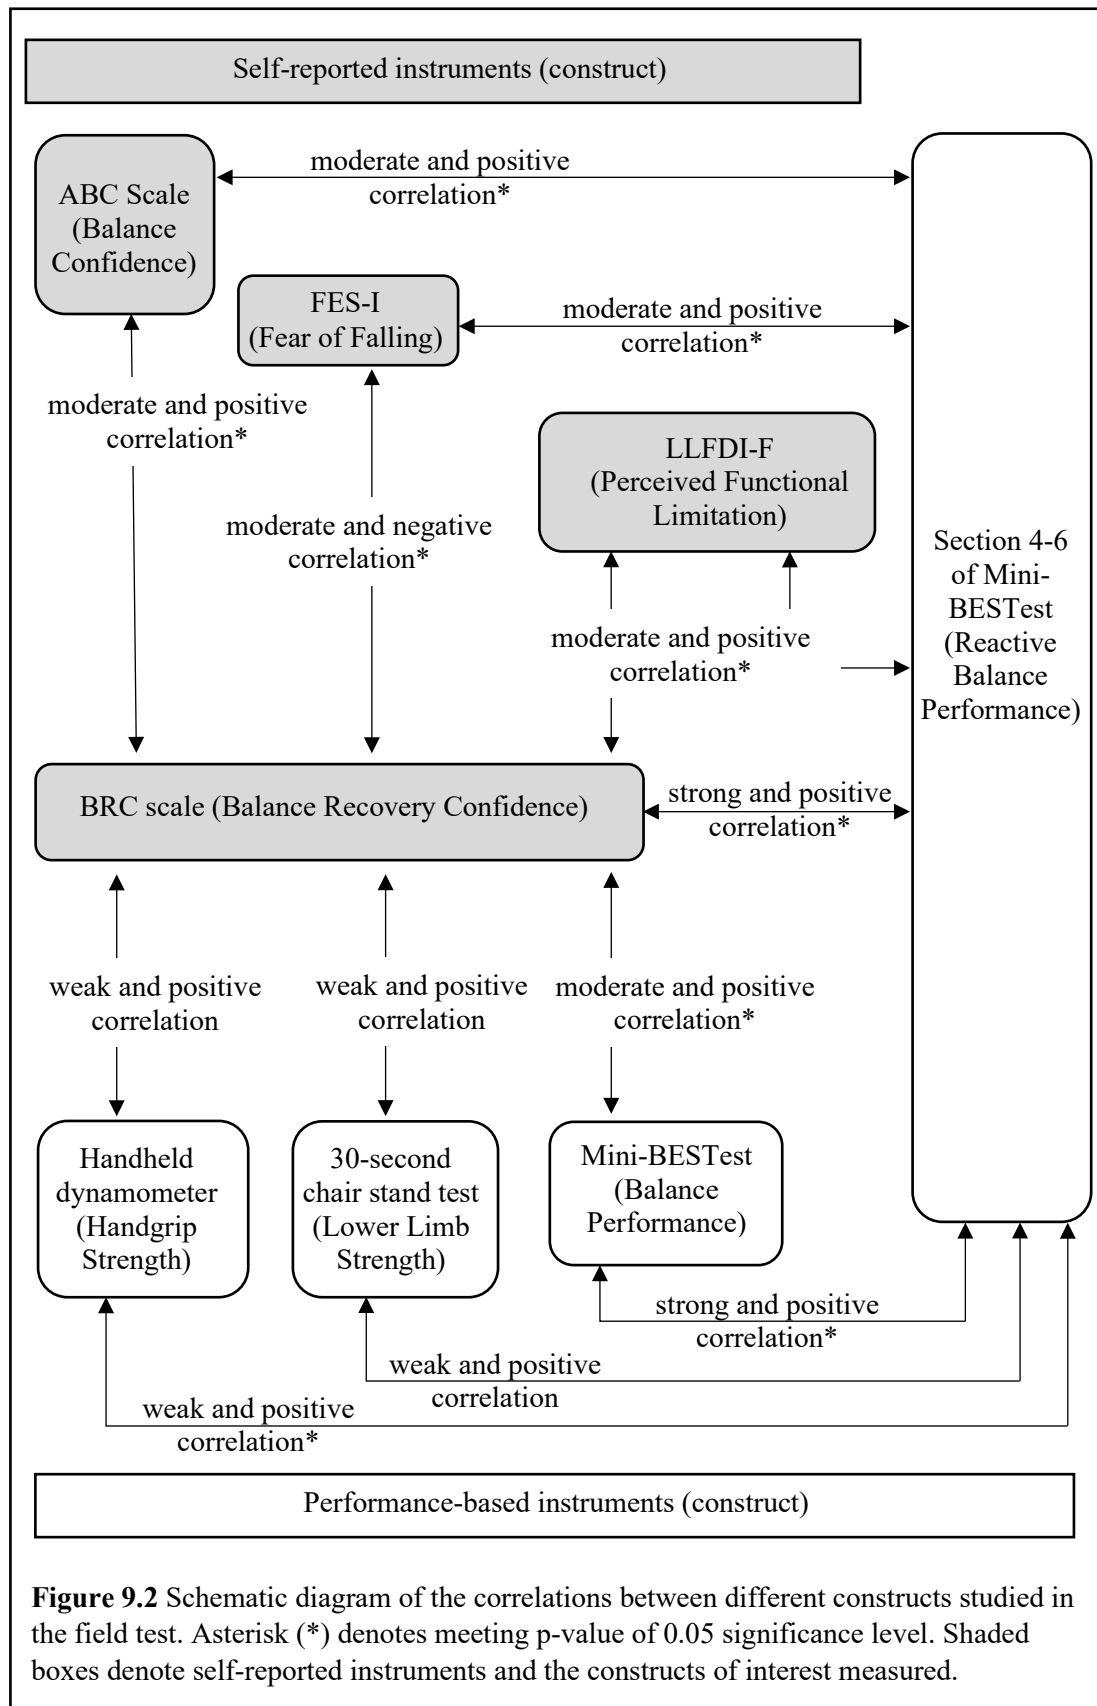 Self-reported instruments (construct)
ABC Scale
(Balance
Confidence)
moderate and positive
correlation*
FES-I
(Fear of Falling)
moderate and positive
correlation*
moderate and positive
correlation*
LLFDI-F
(Perceived Functional
Limitation)
moderate and negative
correlation*
Section 4-6
of Mini-
BESTest
(Reactive
Balance
Performance)
moderate and positive
correlation*
BRC scale (Balance Recovery Confidence)
strong and positive
correlation*
weak and positive
correlation
weak and positive
correlation
moderate and positive
correlation*
Handheld
dynamometer
(Handgrip
Strength)
30-second
chair stand test
(Lower Limb
Strength)
Mini-BESTest
(Balance
Performance)
strong and positive
correlation*
weak and positive
correlation
weak and positive
correlation*
Performance-based instruments (construct)
Figure 9.2 Schematic diagram of the correlations between different constructs studied in
the field test. Asterisk (*) denotes meeting p-value of 0.05 significance level. Shaded
boxes denote self-reported instruments and the constructs of interest measured.